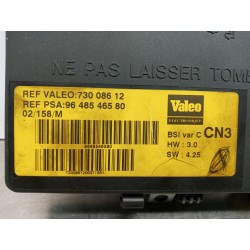 NE PAS LAISSER TOMB
REF VALEO:730 086 12
REF PSA:96 485 465 80
02/158/M
Valeo
BSI var C CN3
HW : 3.0
SW : 4.25
9648546580